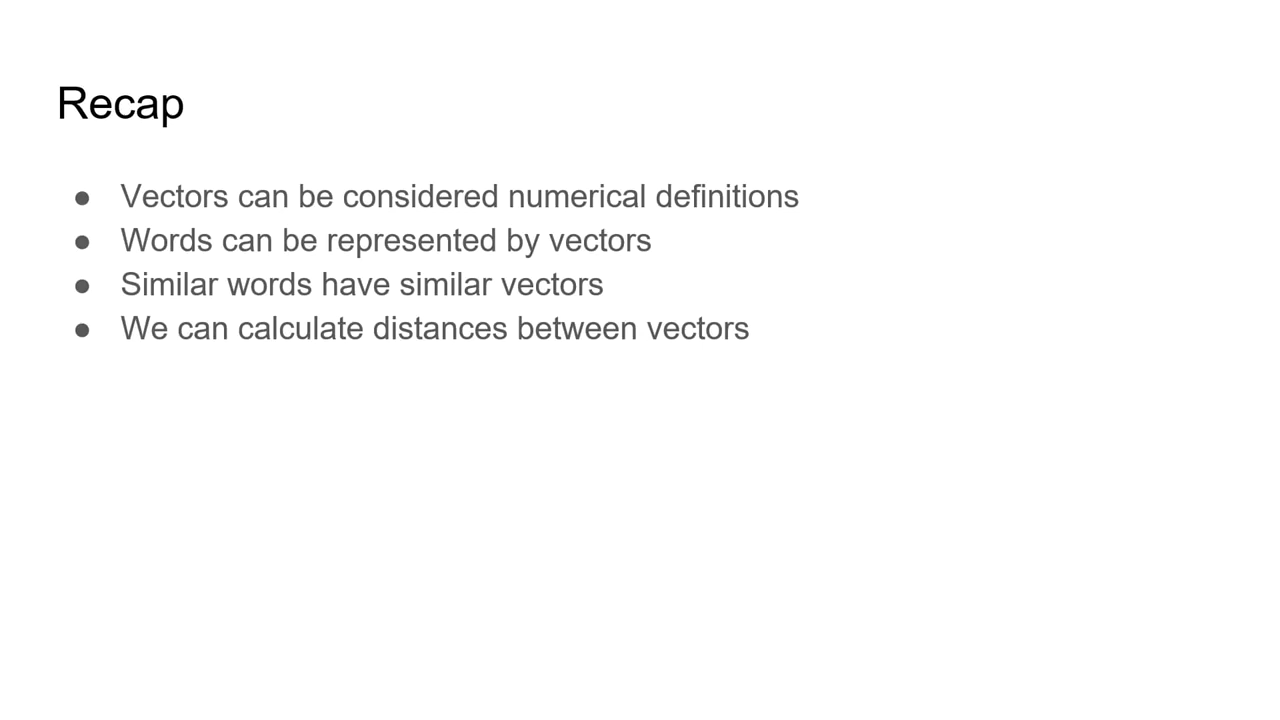 Recap
● Vectors can be considered numerical definitions
● Words can be represented by vectors
● Similar words have similar vectors
● We can calculate distances between vectors